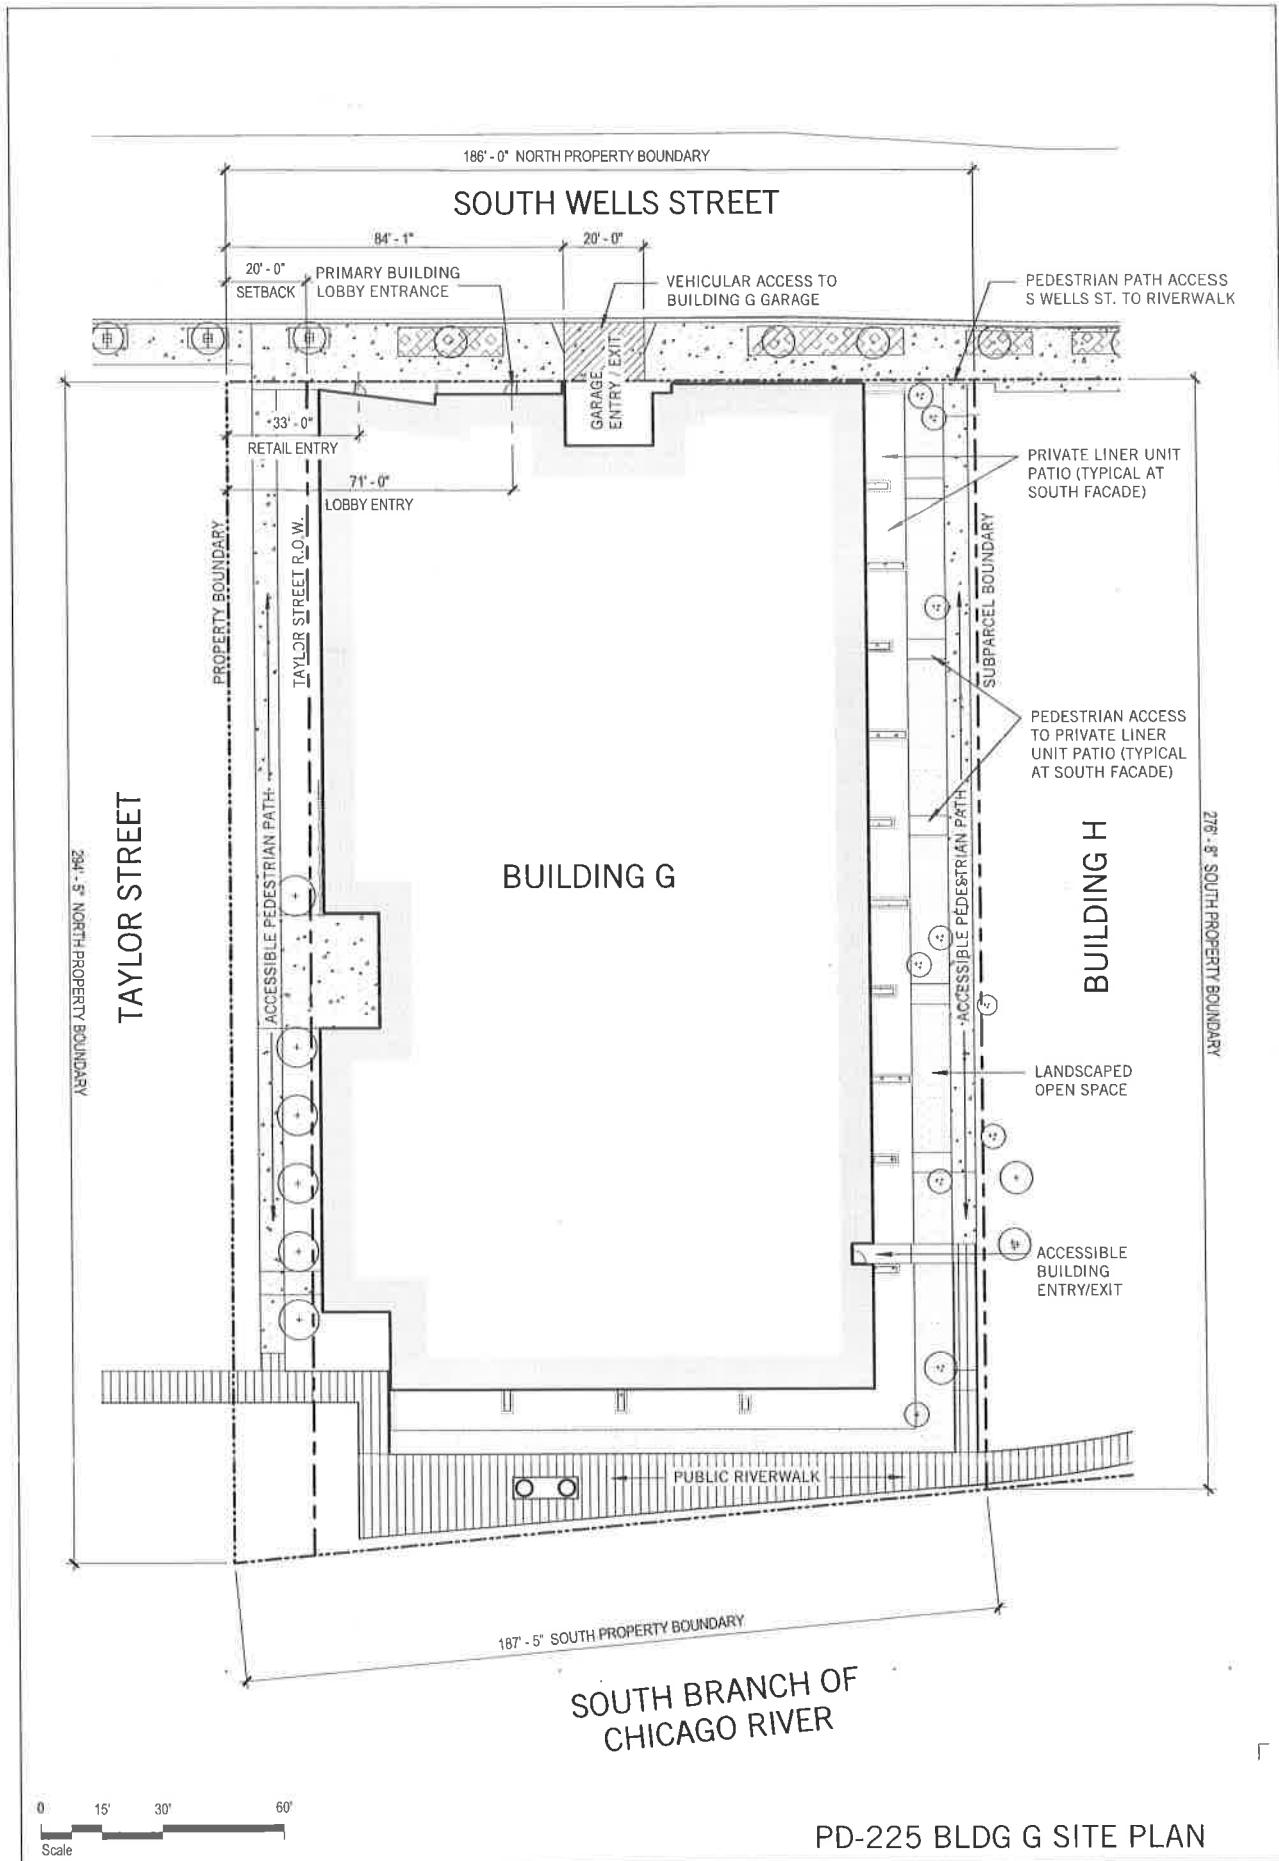 186' - 0" NORTH PROPERTY BOUNDARY
SOUTH WELLS STREET
84' - 1"
20' - 0"
20' - 0"
SETBACK
PRIMARY BUILDING
LOBBY ENTRANCE
VEHICULAR ACCESS TO
BUILDING G GARAGE
PEDESTRIAN PATH ACCESS
S WELLS ST. TO RIVERWALK
GARAGE
ENTRY / EXIT
33' - 0"
RETAIL ENTRY
71' - 0"
LOBBY ENTRY
PRIVATE LINER UNIT
PATIO (TYPICAL AT
SOUTH FACADE)
PROPERTY BOUNDARY
TAYLOR STREET R.O.W.
SUBPARCEL BOUNDARY
PEDESTRIAN ACCESS
TO PRIVATE LINER
UNIT PATIO (TYPICAL
AT SOUTH FACADE)
TAYLOR STREET
294' - 5" NORTH PROPERTY BOUNDARY
ACCESSIBLE PEDESTRIAN PATH
BUILDING G
ACCESSIBLE PEDESTRIAN PATH
BUILDING H
276' - 8" SOUTH PROPERTY BOUNDARY
LANDSCAPED
OPEN SPACE
ACCESSIBLE
BUILDING
ENTRY/EXIT
PUBLIC RIVERWALK
187' - 5" SOUTH PROPERTY BOUNDARY
SOUTH BRANCH OF
CHICAGO RIVER
0 15' 30' 60'
Scale
PD-225 BLDG G SITE PLAN